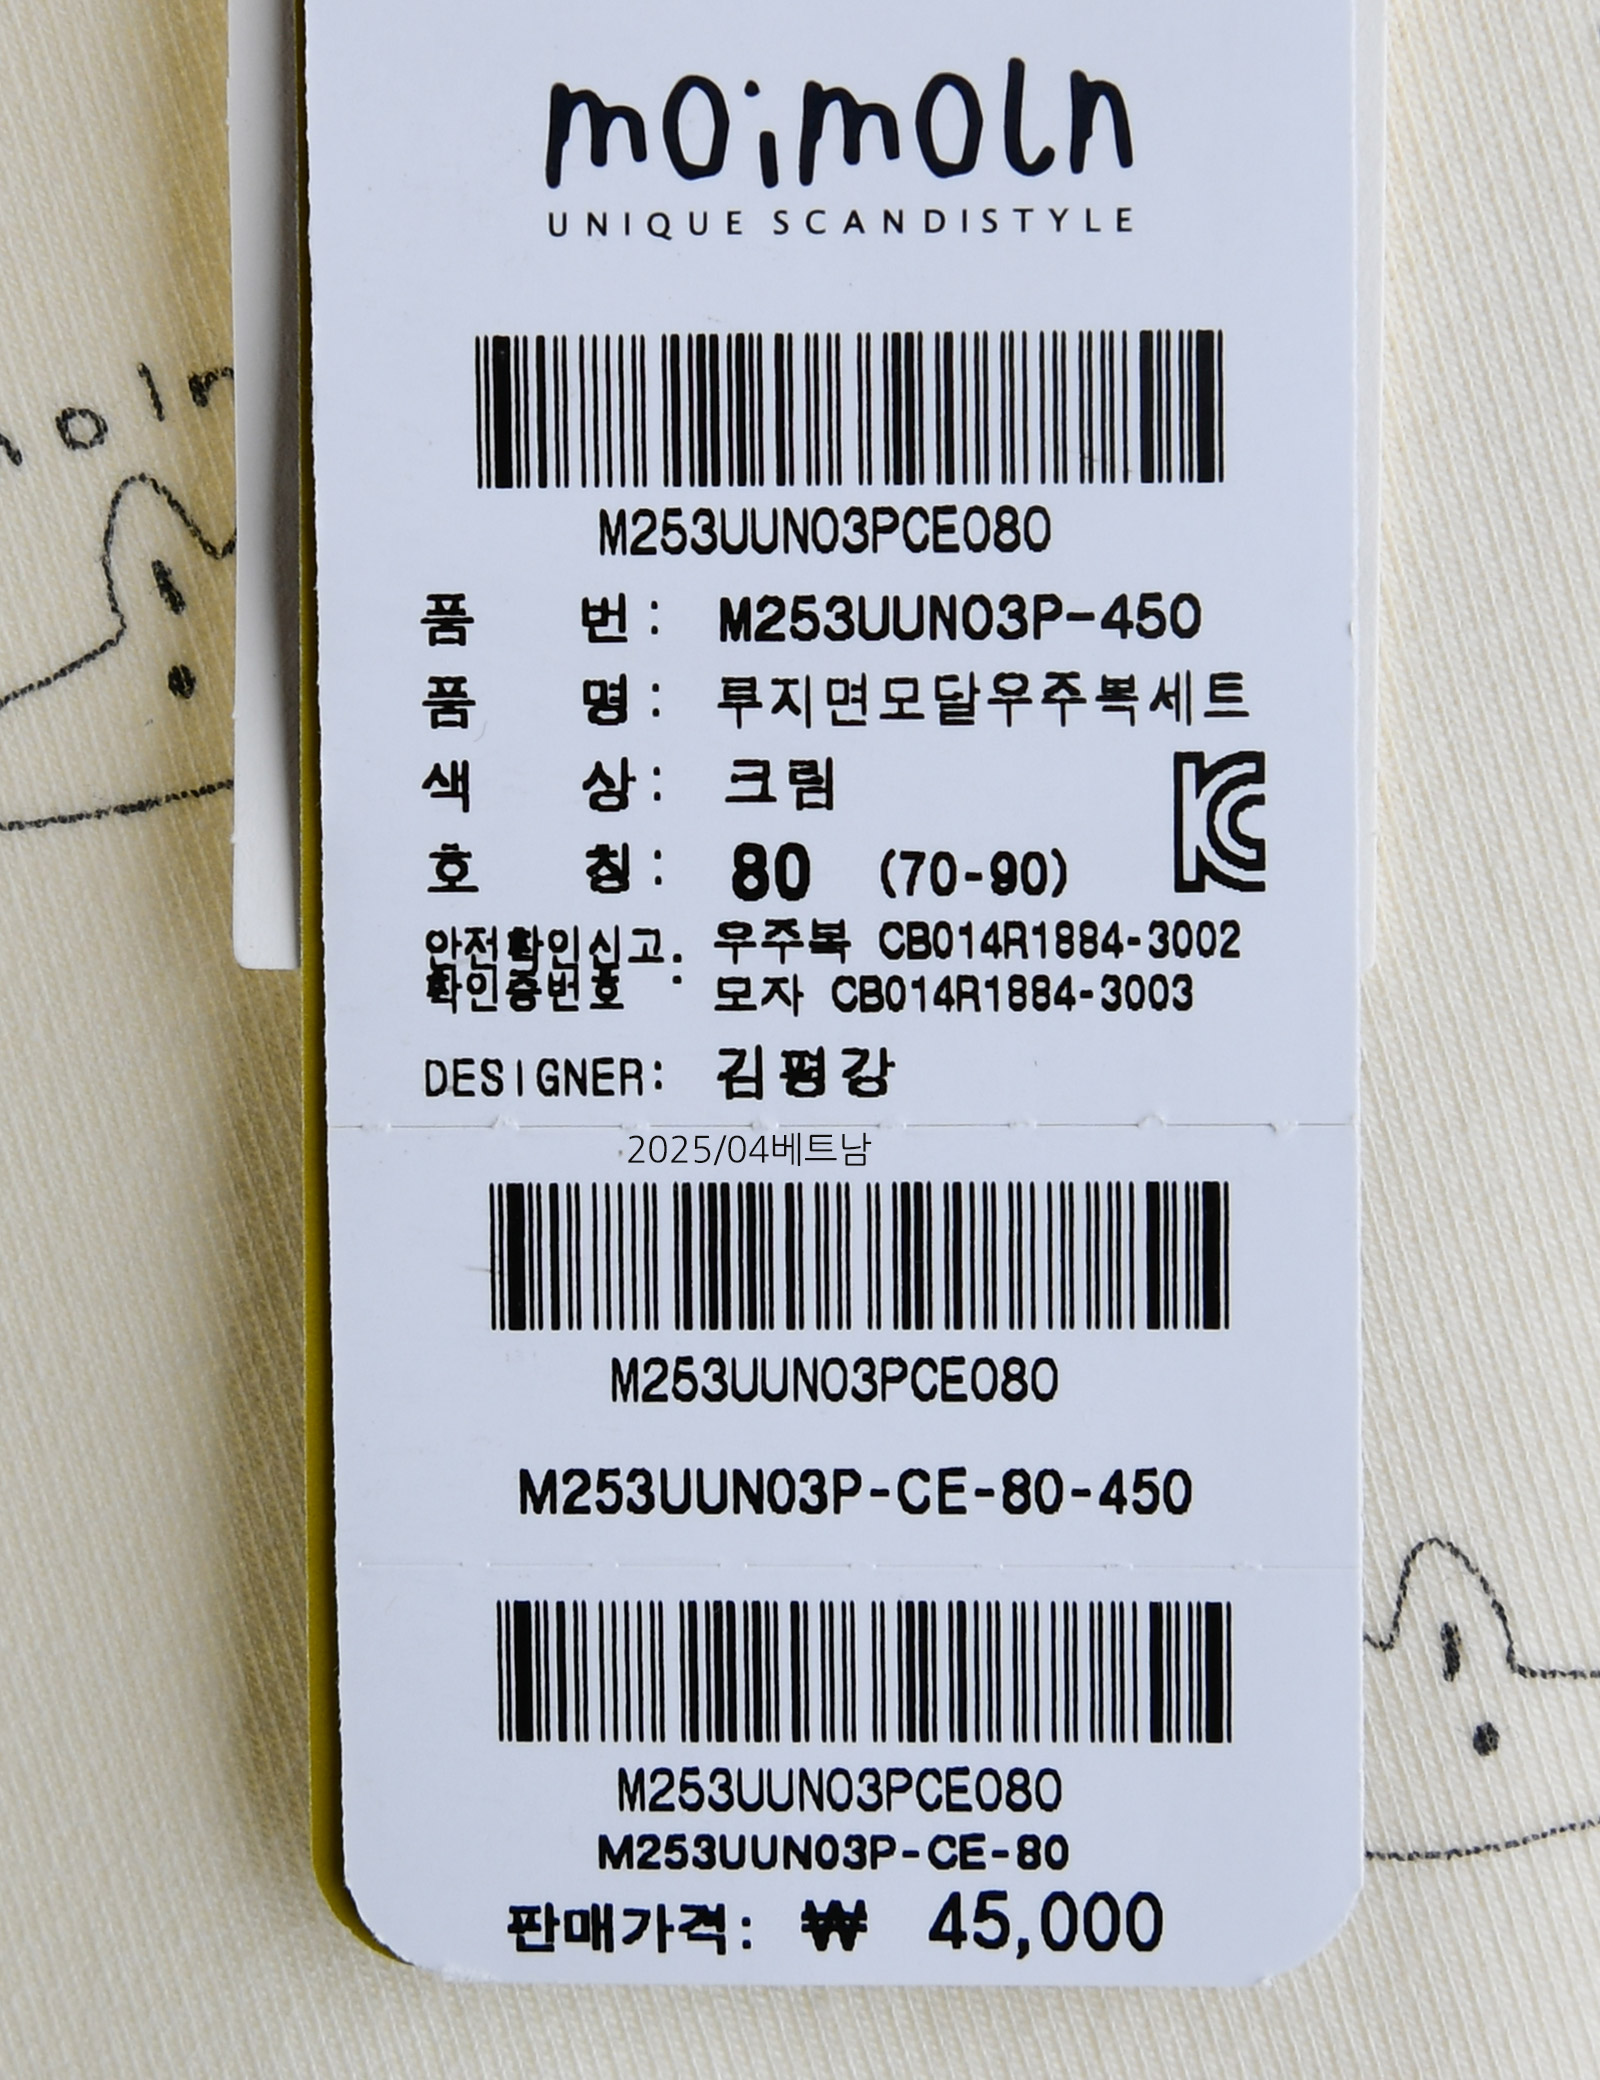 moimoln
UNIQUE SCANDISTYLE
M253UUN03PCE080
품 번: M253UUN03P-450
품 명: 루지면모달우주복세트
색 상: 크림
호 칭: 80 (70-90)
안전확인신고. 우주복 CB014R1884-3002
확인증번호 : 모자 CB014R1884-3003
DESIGNER: 김평강
2025/04베트남
M253UUN03PCE080
M253UUN03P-CE-80-450
M253UUN03PCE080
M253UUN03P-CE-80
판매가격: ₩ 45,000